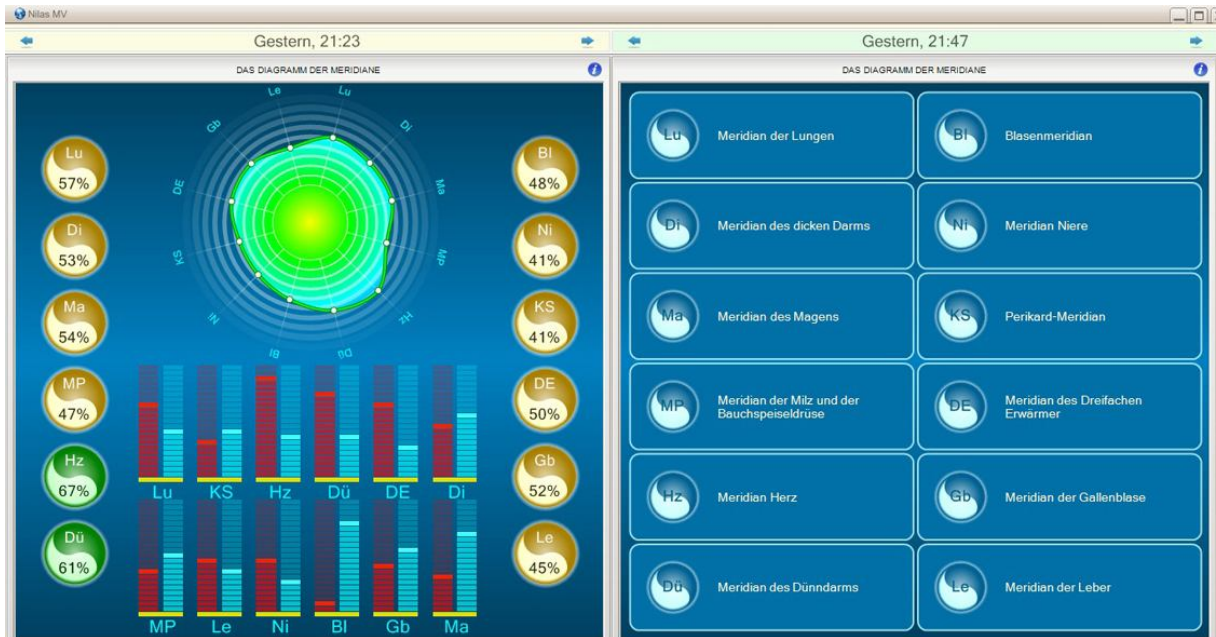 Nilas MV
Gestern, 21:23
DAS DIAGRAMM DER MERIDIANE
Le
Lu
Gb
Di
DE
Ma
KS
MP
Ni
Hz
Bl
Dü
Lu
57%
Di
53%
Ma
54%
MP
47%
Hz
67%
Dü
61%
Bl
48%
Ni
41%
KS
41%
DE
50%
Gb
52%
Le
45%
Lu KS Hz Dü DE Di
MP Le Ni Bl Gb Ma
Gestern, 21:47
DAS DIAGRAMM DER MERIDIANE
Lu Meridian der Lungen
Bl Blasenmeridian
Di Meridian des dicken Darms
Ni Meridian Niere
Ma Meridian des Magens
KS Perikard-Meridian
MP Meridian der Milz und der
Bauchspeiseldrüse
DE Meridian des Dreifachen
Erwärmer
Hz Meridian Herz
Gb Meridian der Gallenblase
Dü Meridian des Dünndarms
Le Meridian der Leber